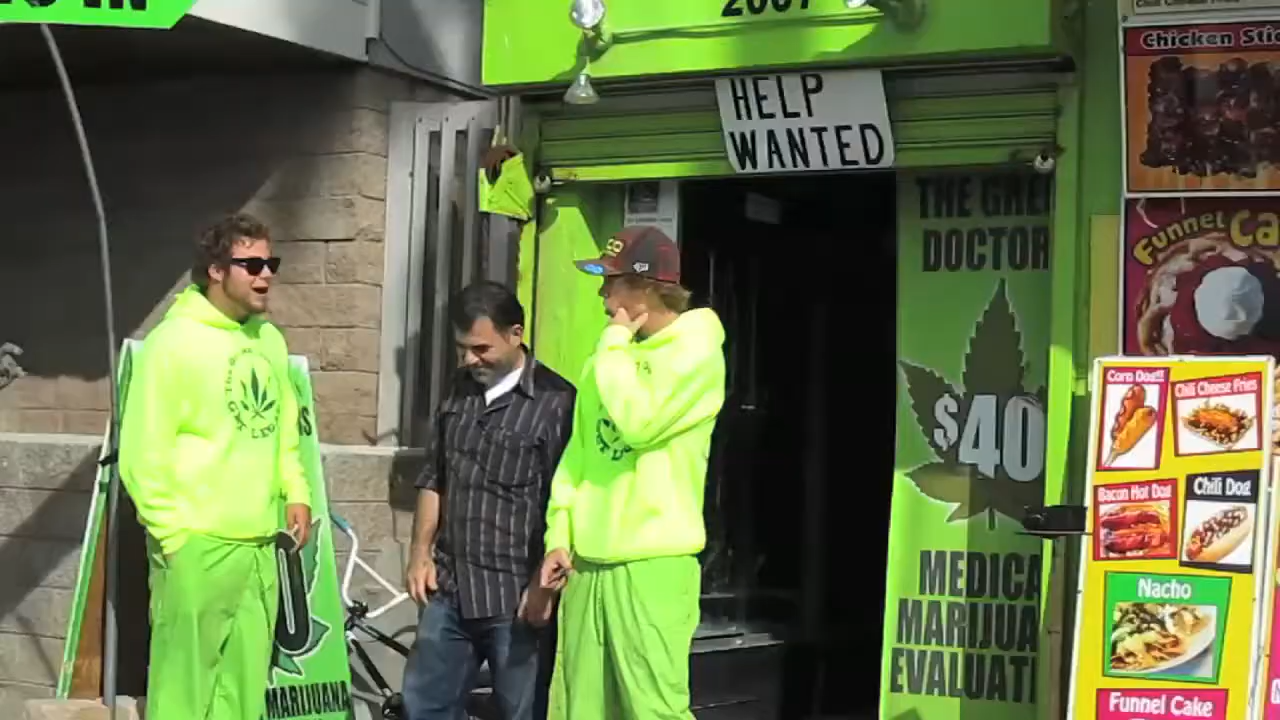 IN
2007
HELP
WANTED
THE GREE
DOCTOR
$40
MEDICA
MARIJUA
EVALUATI
MARIJUANA
Chicken Stic
Funnel Ca
Corn Dog!!
Chili Cheese Fries
Bacon Hot Dog
Chili Dog
Nacho
Funnel Cake